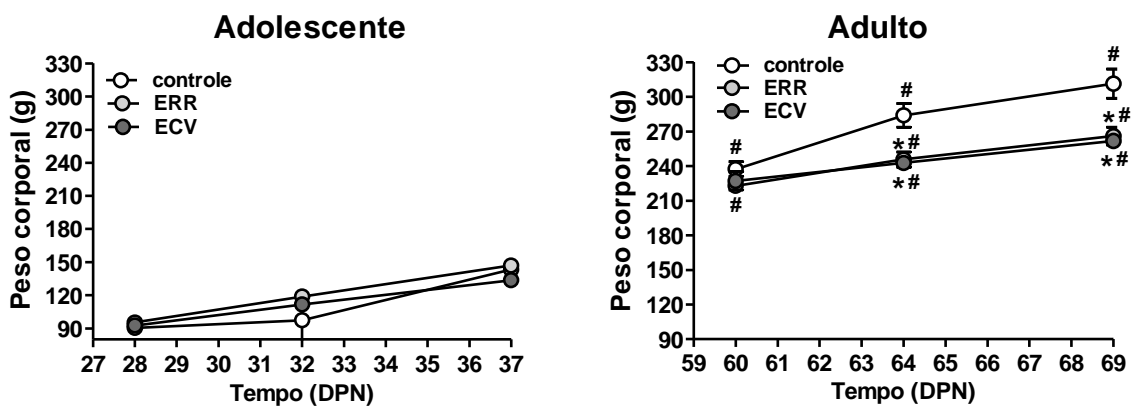 Adolescente
330
300
270
240
210
180
150
120
90
Peso corporal (g)
controle
ERR
ECV
27 28 29 30 31 32 33 34 35 36 37
Tempo (DPN)
Adulto
330
300
270
240
210
180
150
120
90
Peso corporal (g)
controle
ERR
ECV
#
#
#
*#
*#
#
*#
*#
59 60 61 62 63 64 65 66 67 68 69
Tempo (DPN)